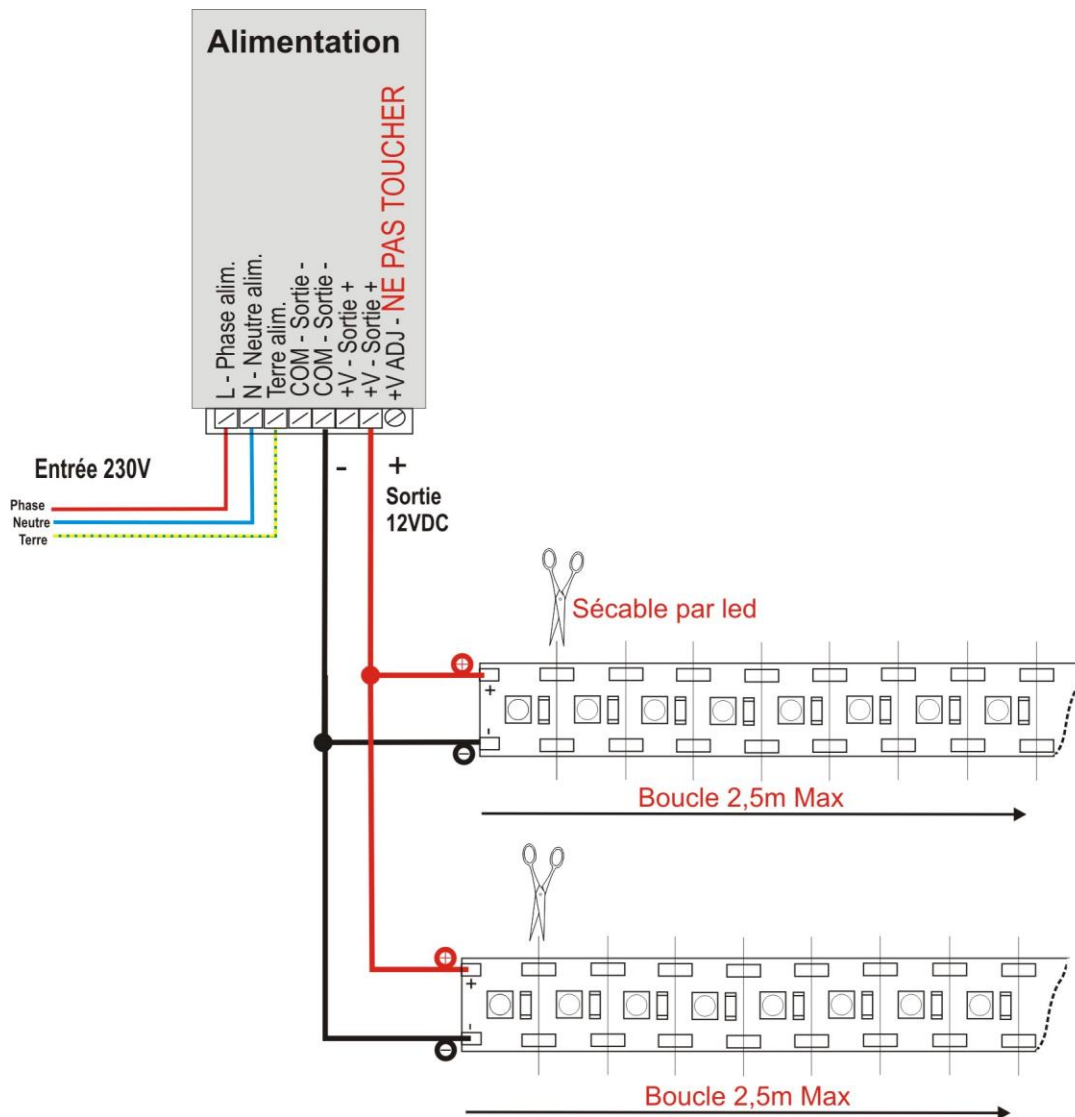 Alimentation
L - Phase alim.
N - Neutre alim.
Terre alim.
COM - Sortie -
COM - Sortie -
+V - Sortie +
+V - Sortie +
+V ADJ - NE PAS TOUCHER
Entrée 230V
Phase
Neutre
Terre
-
+
Sortie
12VDC
Sécable par led
+
-
Boucle 2,5m Max
+
-
Boucle 2,5m Max